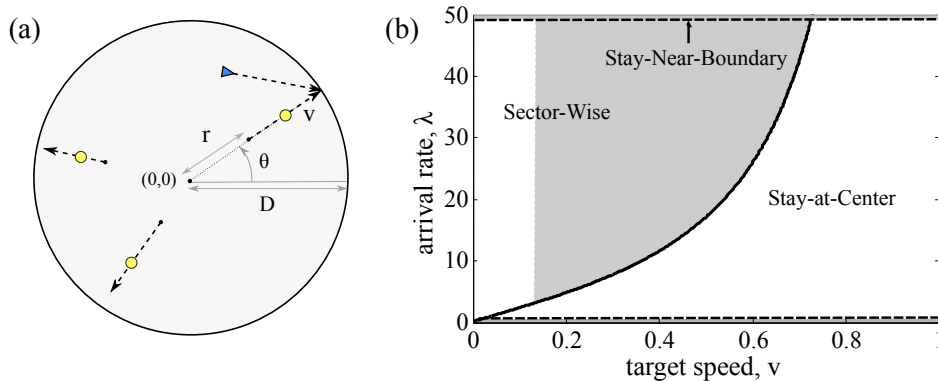 (a)
v
r
θ
(0,0)
D
(b)
50
40
30
20
10
0
arrival rate, λ
Stay-Near-Boundary
Sector-Wise
Stay-at-Center
0
0.2
0.4
0.6
0.8
1
target speed, v